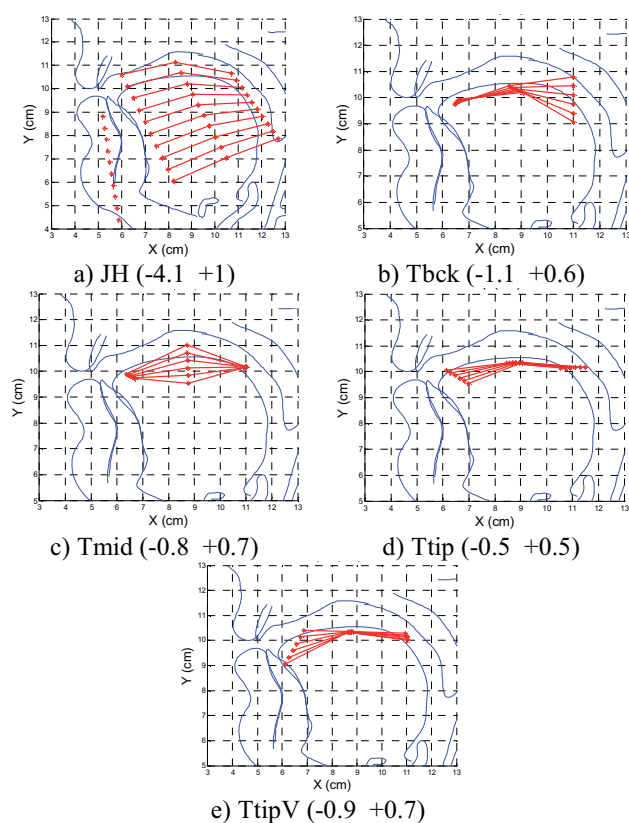 13
12
11
10
9
8
7
6
5
4
Y (cm)
3 4 5 6 7 8 9 10 11 12 13
X (cm)
a) JH (-4.1 +1)
13
12
11
10
9
8
7
6
5
Y (cm)
3 4 5 6 7 8 9 10 11 12 13
X (cm)
b) Tbck (-1.1 +0.6)
13
12
11
10
9
8
7
6
5
Y (cm)
3 4 5 6 7 8 9 10 11 12 13
X (cm)
c) Tmid (-0.8 +0.7)
13
12
11
10
9
8
7
6
5
Y (cm)
3 4 5 6 7 8 9 10 11 12 13
X (cm)
d) Ttip (-0.5 +0.5)
13
12
11
10
9
8
7
6
5
Y (cm)
3 4 5 6 7 8 9 10 11 12 13
X (cm)
e) TtipV (-0.9 +0.7)